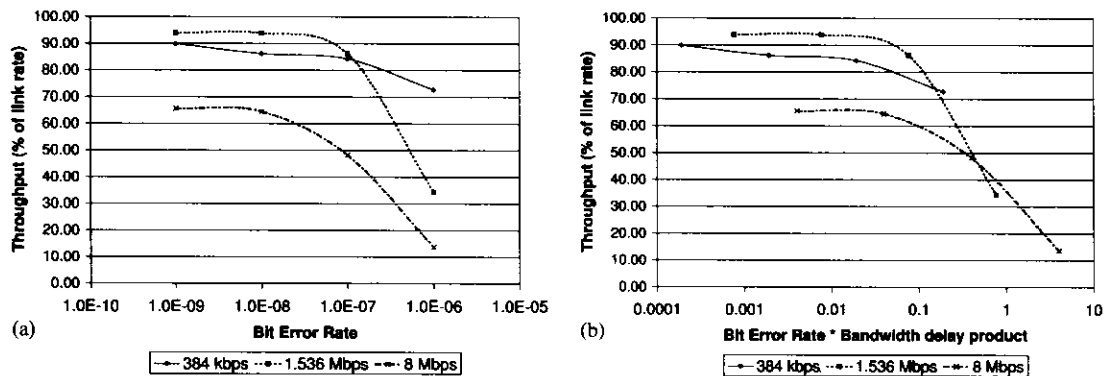 Throughput (% of link rate)
100.00
90.00
80.00
70.00
60.00
50.00
40.00
30.00
20.00
10.00
0.00
1.0E-10 1.0E-09 1.0E-08 1.0E-07 1.0E-06 1.0E-05
(a)
Bit Error Rate
384 kbps 1.536 Mbps 8 Mbps
Throughput (% of link rate)
100.00
90.00
80.00
70.00
60.00
50.00
40.00
30.00
20.00
10.00
0.00
0.0001 0.001 0.01 0.1 1 10
(b)
Bit Error Rate * Bandwidth delay product
384 kbps 1.536 Mbps 8 Mbps